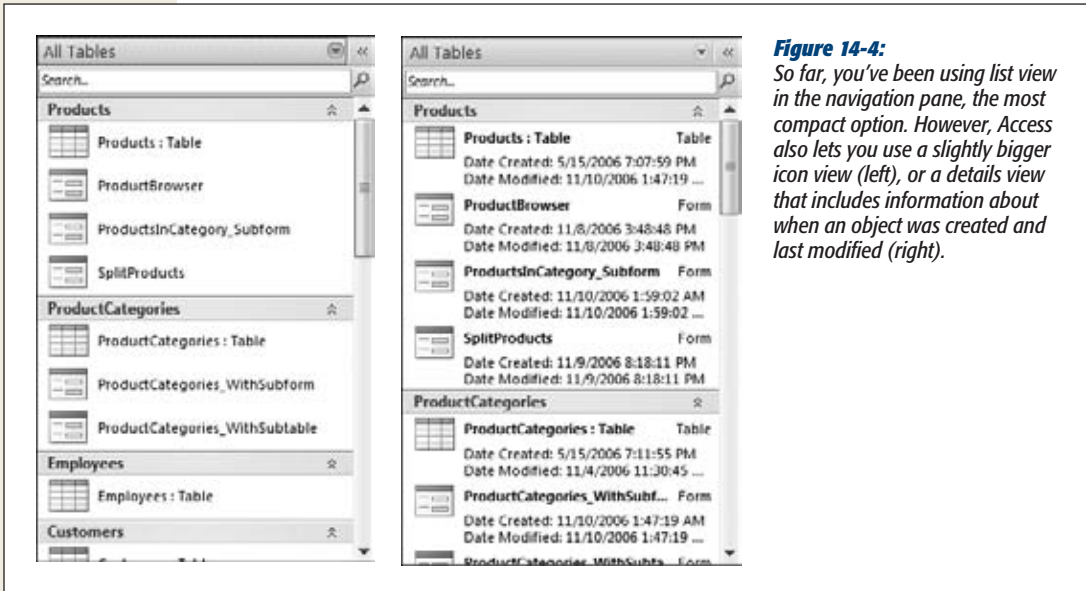 All Tables
Search...
Products
Products : Table
ProductBrowser
ProductsInCategory_Subform
SplitProducts
ProductCategories
ProductCategories : Table
ProductCategories_WithSubform
ProductCategories_WithSubtable
Employees
Employees : Table
Customers
All Tables
Search...
Products
Products : Table Table
Date Created: 5/15/2006 7:07:59 PM
Date Modified: 11/10/2006 1:47:19 ...
ProductBrowser Form
Date Created: 11/8/2006 3:48:48 PM
Date Modified: 11/8/2006 3:48:48 PM
ProductsInCategory_Subform Form
Date Created: 11/10/2006 1:59:02 AM
Date Modified: 11/10/2006 1:59:02 ...
SplitProducts Form
Date Created: 11/9/2006 8:18:11 PM
Date Modified: 11/9/2006 8:18:11 PM
ProductCategories
ProductCategories : Table Table
Date Created: 5/15/2006 7:11:55 PM
Date Modified: 11/4/2006 11:30:45 ...
ProductCategories_WithSubf... Form
Date Created: 11/10/2006 1:47:19 AM
Date Modified: 11/10/2006 1:47:19 ...
ProductCategories_WithSubta... Form
Figure 14-4:
So far, you've been using list view
in the navigation pane, the most
compact option. However, Access
also lets you use a slightly bigger
icon view (left), or a details view
that includes information about
when an object was created and
last modified (right).